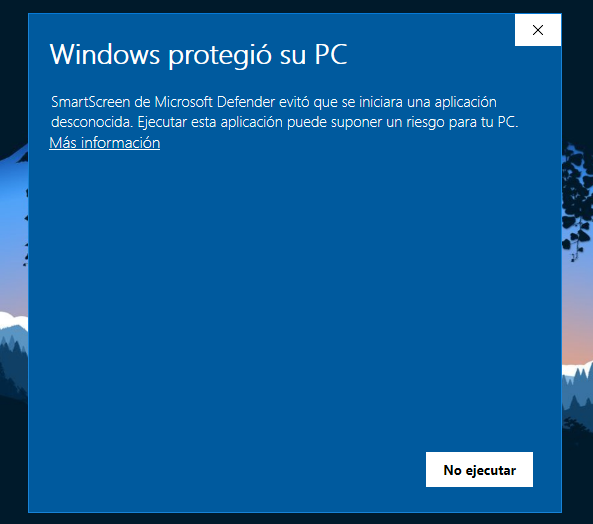 Windows protegió su PC
SmartScreen de Microsoft Defender evitó que se iniciara una aplicación
desconocida. Ejecutar esta aplicación puede suponer un riesgo para tu PC.
Más información
No ejecutar